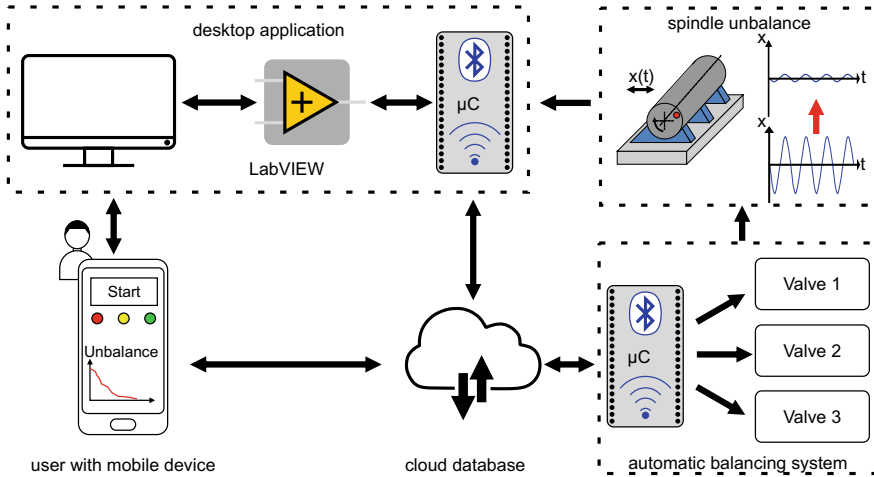 desktop application
LabVIEW
µC
spindle unbalance
x(t)
x
t
x
t
Start
Unbalance
user with mobile device
cloud database
µC
Valve 1
Valve 2
Valve 3
automatic balancing system